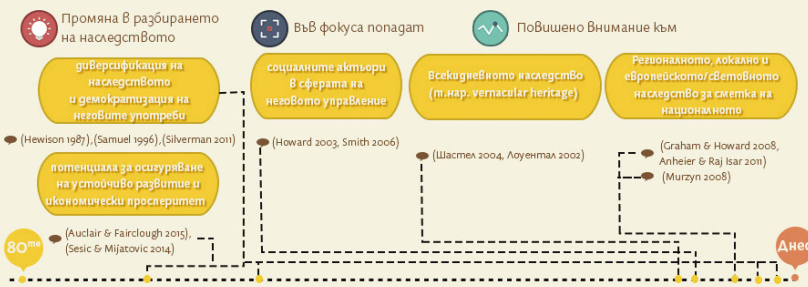 Промяна в разбирането
на наследството
Във фокуса попадат
Повишено внимание към
диверсификация на
наследството
и демократизация на
неговите употреби
социалните актьори
в сферата на
неговото управление
Всекидневното наследство
(т.нар. vernacular heritage)
Регионалното, локално и
европейското/световното
наследство за сметка на
националното
(Hewison 1987),(Samuel 1996),(Silverman 2011)
(Howard 2003, Smith 2006)
(Шастел 2004, Лоуентал 2002)
(Graham & Howard 2008,
Anheier & Raj Isar 2011)
(Murzyn 2008)
потенциала за осигуряване
на устойчиво развитие и
икономически просперитет
(Auclair & Fairclough 2015),
(Sesic & Mijatovic 2014)
80те
Днес